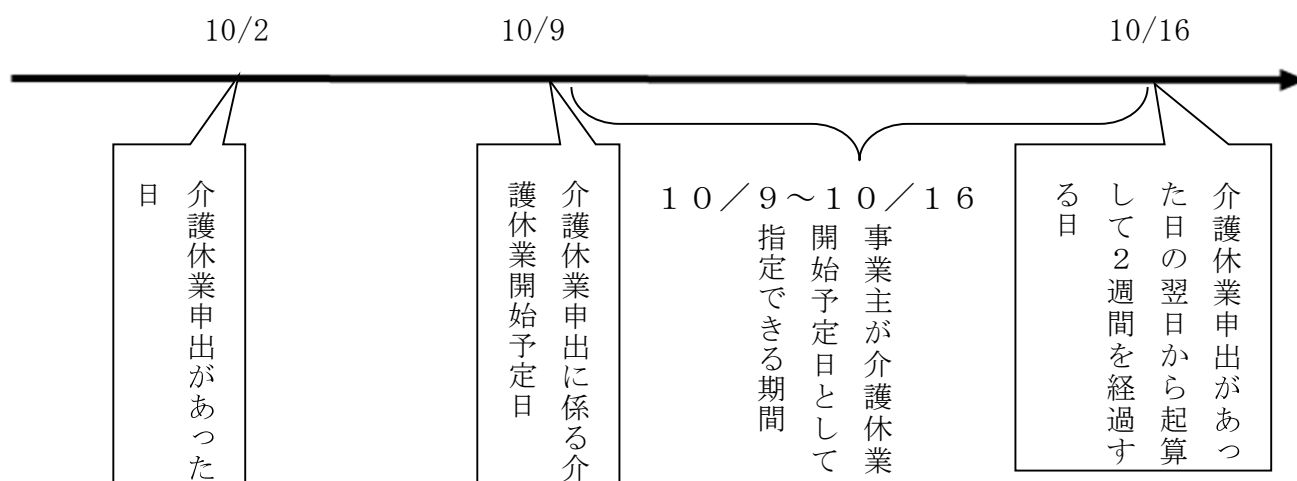 10/2
10/9
10/16
介護休業申出があった
日
介護休業申出に係る介
護休業開始予定日
１０／９～１０／１６
事業主が介護休業
開始予定日として
指定できる期間
介護休業申出があっ
た日の翌日から起算
して２週間を経過す
る日